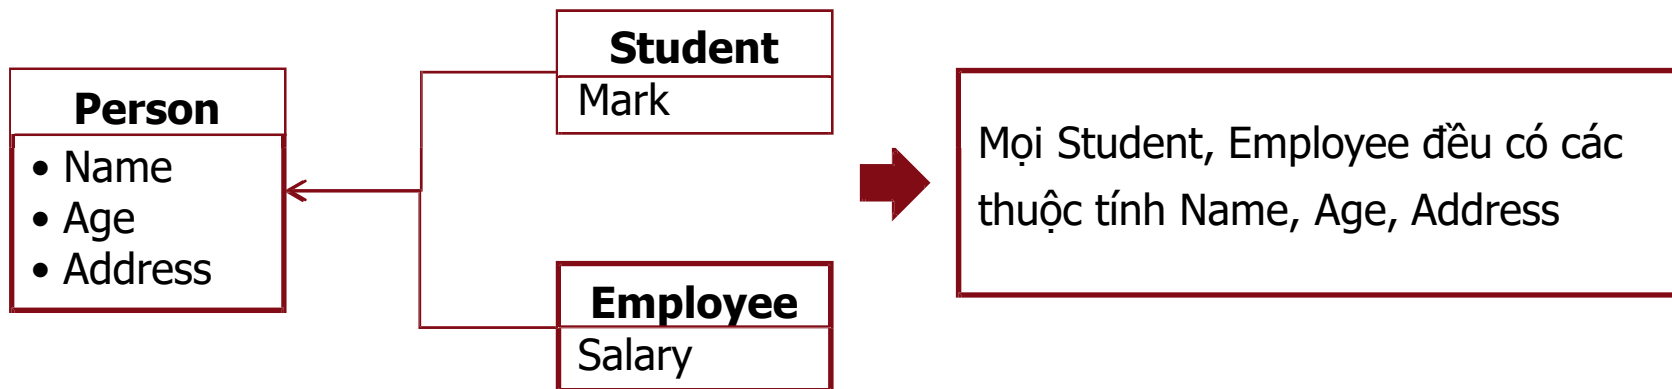 Person
• Name
• Age
• Address
Student
Mark
Employee
Salary
Mọi Student, Employee đều có các
thuộc tính Name, Age, Address